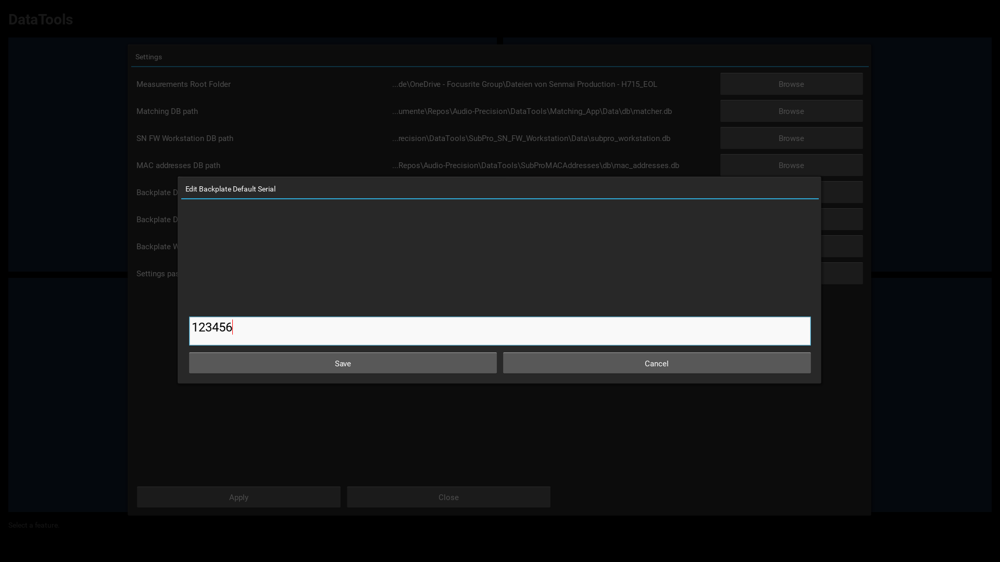 DataTools
Settings
Measurements Root Folder ...de\OneDrive - Focusrite Group\Dateien von Senmai Production - H715_EOL Browse
Matching DB path ...umente\Repos\Audio-Precision\DataTools\Matching_App\Data\db\matcher.db Browse
SN FW Workstation DB path ...recision\DataTools\SubPro_SN_FW_Workstation\Data\subpro_workstation.db Browse
MAC addresses DB path ...Repos\Audio-Precision\DataTools\SubProMACAddresses\db\mac_addresses.db Browse
Edit Backplate Default Serial
Backplate D
Backplate D
Backplate W
Settings pas
123456
Save Cancel
Apply Close
Select a feature.